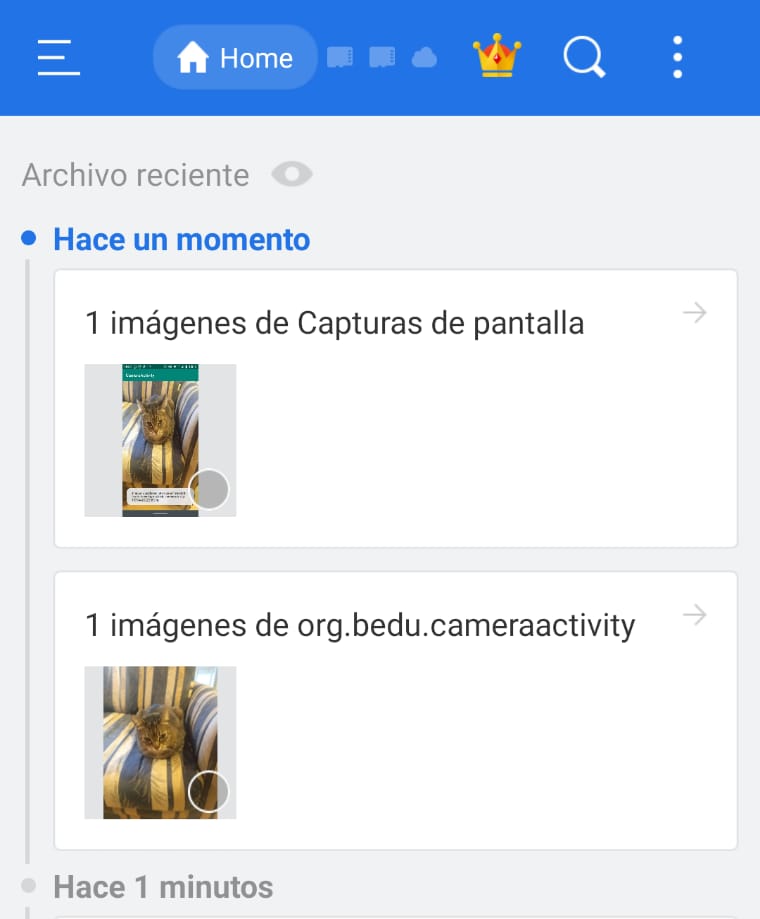 Home
Archivo reciente
Hace un momento
1 imágenes de Capturas de pantalla
1 imágenes de org.bedu.cameraactivity
Hace 1 minutos